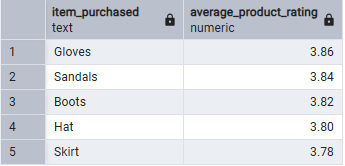 item_purchased average_product_rating
text numeric
1 Gloves 3.86
2 Sandals 3.84
3 Boots 3.82
4 Hat 3.80
5 Skirt 3.78